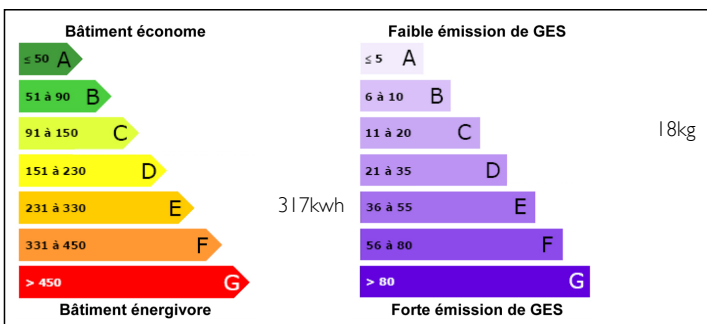 Bâtiment économe
≤ 50 A
51 à 90 B
91 à 150 C
151 à 230 D
231 à 330 E
331 à 450 F
> 450 G
Bâtiment énergivore
317kwh
Faible émission de GES
≤ 5 A
6 à 10 B
11 à 20 C
21 à 35 D
36 à 55 E
56 à 80 F
> 80 G
Forte émission de GES
18kg